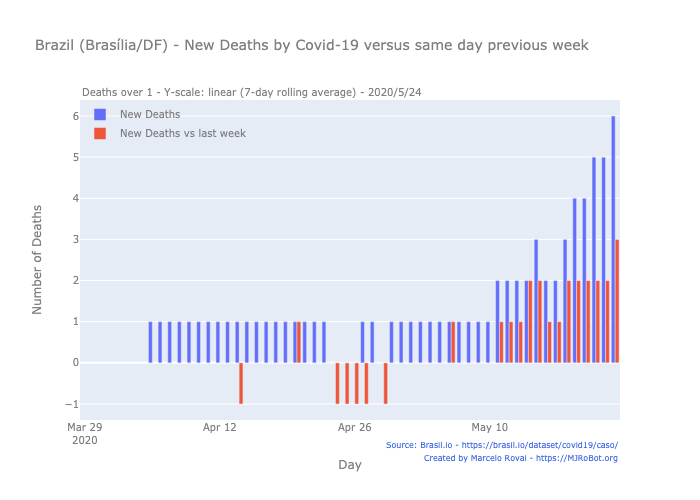 Brazil (Brasília/DF) - New Deaths by Covid-19 versus same day previous week
Deaths over 1 - Y-scale: linear (7-day rolling average) - 2020/5/24
New Deaths
New Deaths vs last week
6
5
4
3
2
1
0
−1
Number of Deaths
Mar 29
2020
Apr 12
Apr 26
May 10
Day
Source: Brasil.io - https://brasil.io/dataset/covid19/caso/
Created by Marcelo Rovai - https://MJRoBot.org